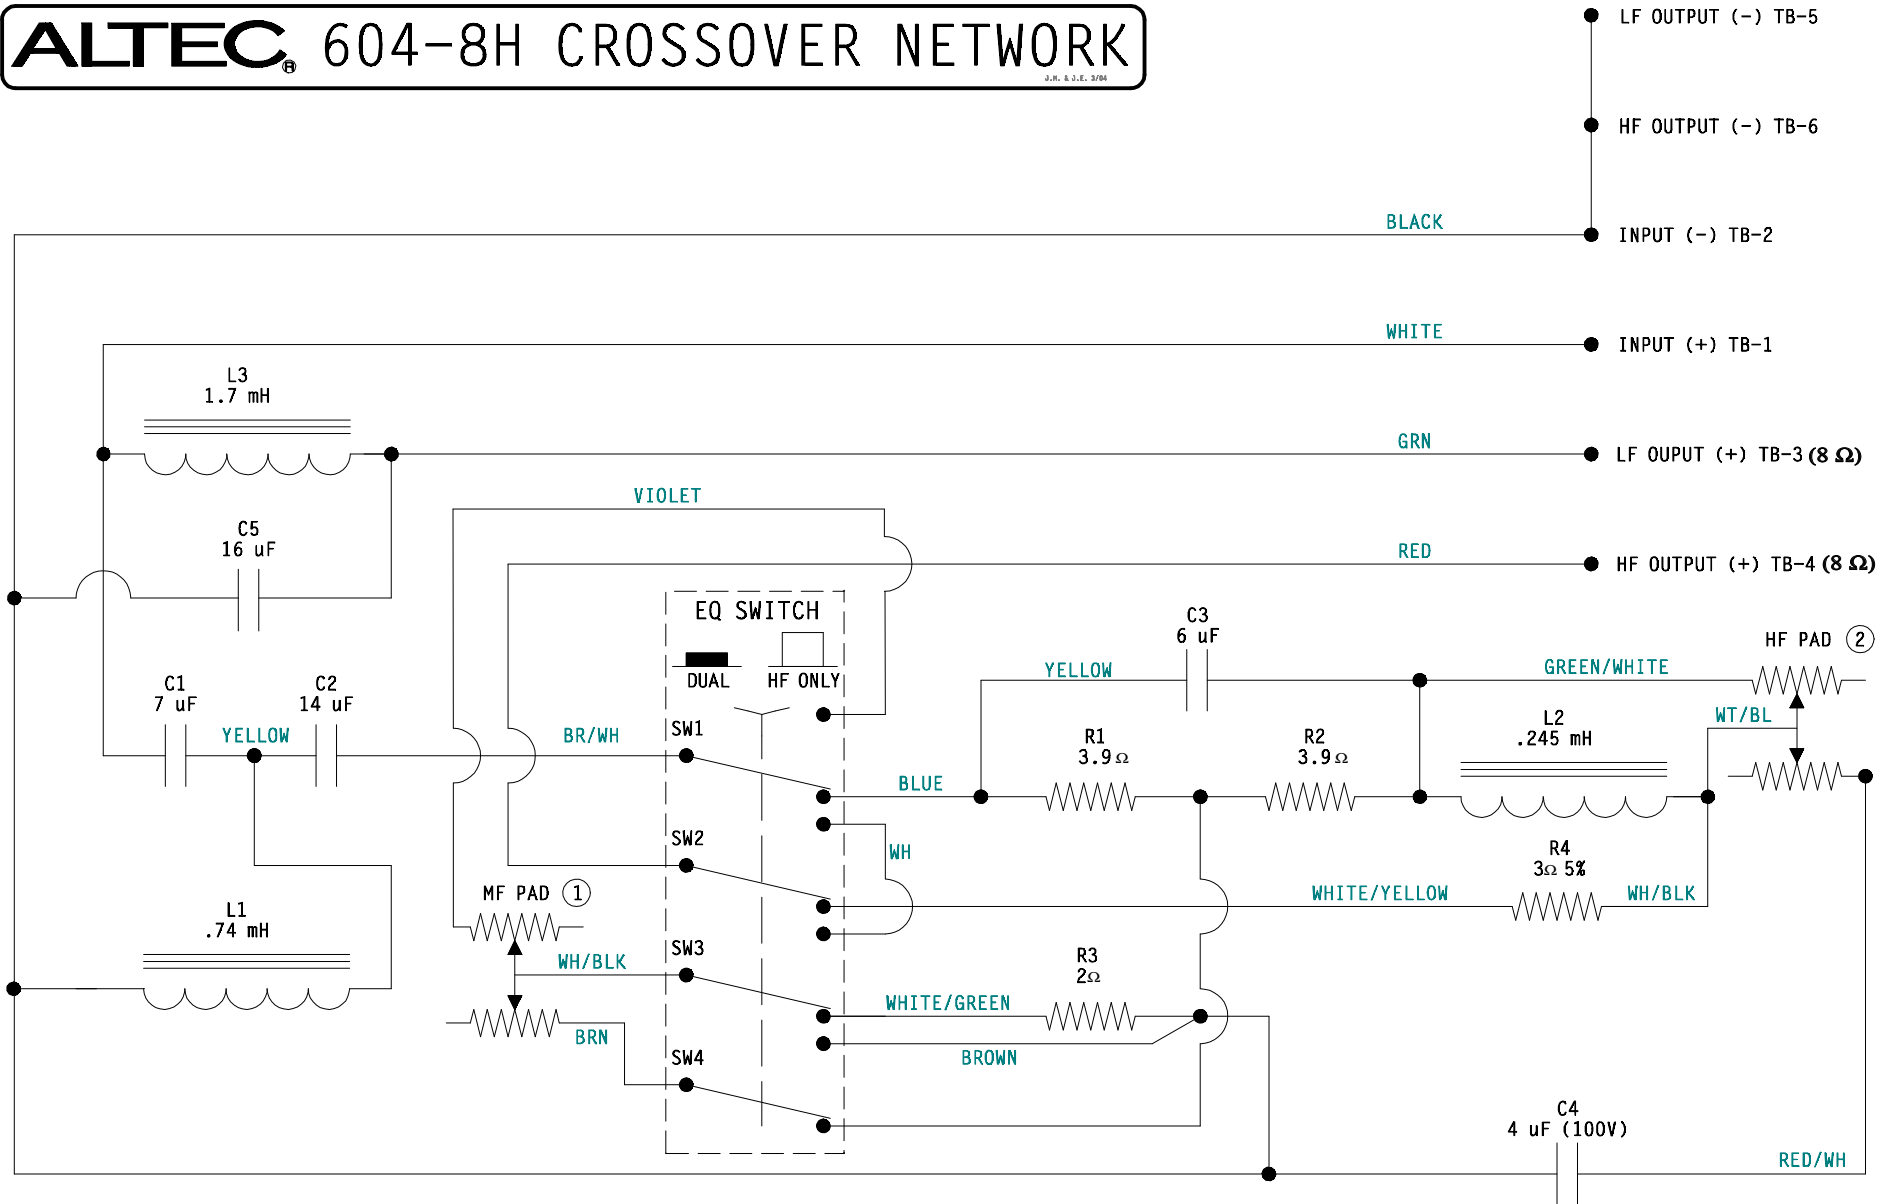 ALTEC® 604-8H CROSSOVER NETWORK
J.M. & J.E. 3/04
LF OUTPUT (-) TB-5
HF OUTPUT (-) TB-6
BLACK
INPUT (-) TB-2
WHITE
INPUT (+) TB-1
L3
1.7 mH
GRN
LF OUPUT (+) TB-3 (8 Ω)
VIOLET
C5
16 uF
RED
HF OUTPUT (+) TB-4 (8 Ω)
EQ SWITCH
DUAL
HF ONLY
C3
6 uF
YELLOW
GREEN/WHITE
HF PAD 2
C1
7 uF
C2
14 uF
YELLOW
BR/WH
SW1
R1
3.9Ω
R2
3.9Ω
L2
.245 mH
WT/BL
BLUE
SW2
WH
R4
3Ω 5%
MF PAD 1
WHITE/YELLOW
WH/BLK
L1
.74 mH
SW3
WH/BLK
R3
2Ω
WHITE/GREEN
BRN
SW4
BROWN
C4
4 uF (100V)
RED/WH